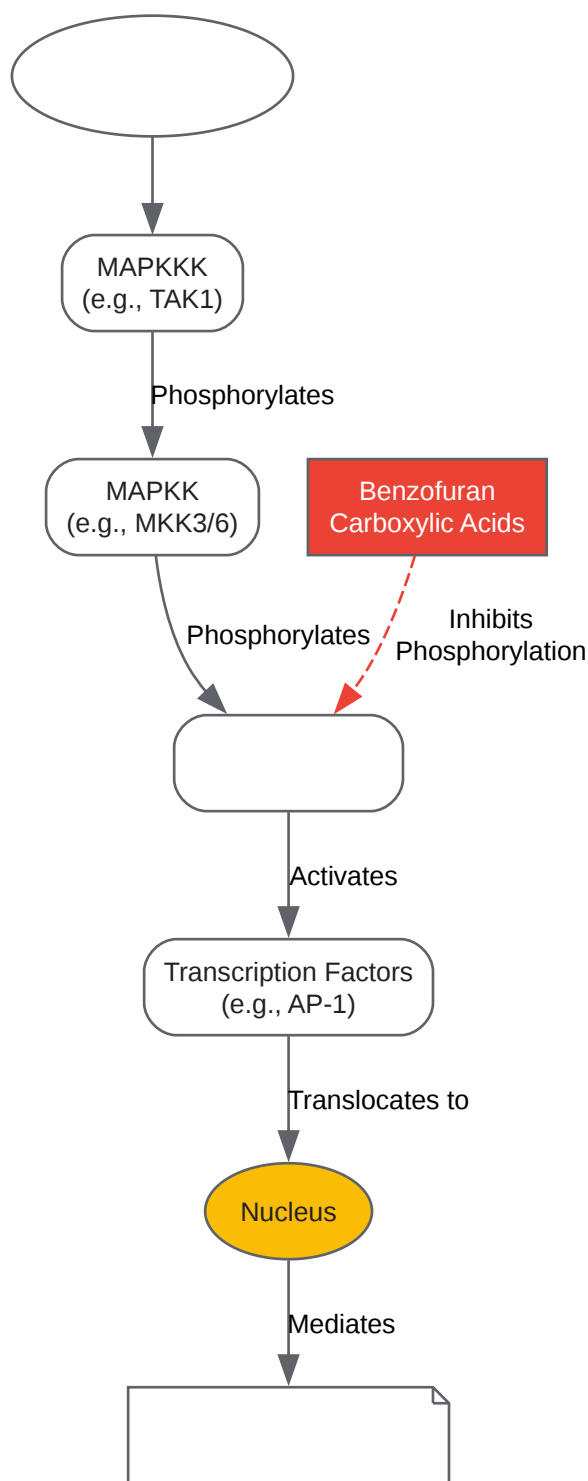 MAPKKK
(e.g., TAK1)
Phosphorylates
MAPKK
(e.g., MKK3/6)
Benzofuran
Carboxylic Acids
Phosphorylates
Inhibits
Phosphorylation
Activates
Transcription Factors
(e.g., AP-1)
Translocates to
Nucleus
Mediates